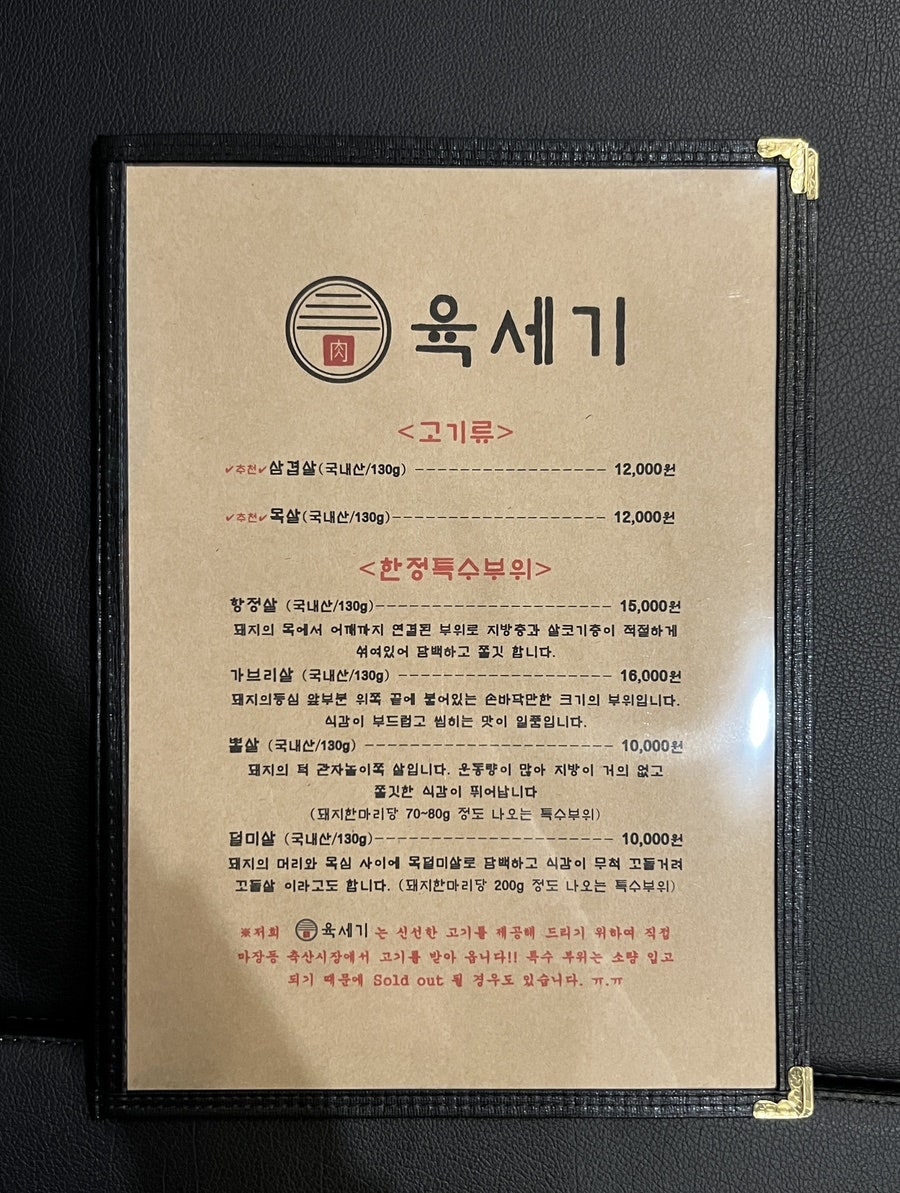 肉 육세기
<고기류>
✓추천✓삼겹살(국내산/130g) ----------------- 12,000원
✓추천✓목살(국내산/130g)------------------- 12,000원
<한정특수부위>
항정살 (국내산/130g)-------------------- 15,000원
돼지의 목에서 어깨까지 연결된 부위로 지방층과 살코기층이 적절하게
섞여있어 담백하고 쫄깃 합니다.
가브리살 (국내산/130g) ------------------- 16,000원
돼지의등심 앞부분 위쪽 끝에 붙어있는 손바닥만한 크기의 부위입니다.
식감이 부드럽고 씹히는 맛이 일품입니다.
뽈살 (국내산/130g) --------------------- 10,000원
돼지의 턱 관자놀이쪽 살입니다. 운동량이 많아 지방이 거의 없고
쫄깃한 식감이 뛰어납니다
(돼지한마리당 70~80g 정도 나오는 특수부위)
덜미살 (국내산/130g)-------------------- 10,000원
돼지의 머리와 목심 사이에 목덜미살로 담백하고 식감이 무척 꼬들거려
꼬들살 이라고도 합니다. (돼지한마리당 200g 정도 나오는 특수부위)
※저희 육세기 는 신선한 고기를 제공해 드리기 위하여 직접
마장동 축산시장에서 고기를 받아 옵니다!! 특수 부위는 소량 입고
되기 때문에 Sold out 될 경우도 있습니다. ㅠ.ㅠ